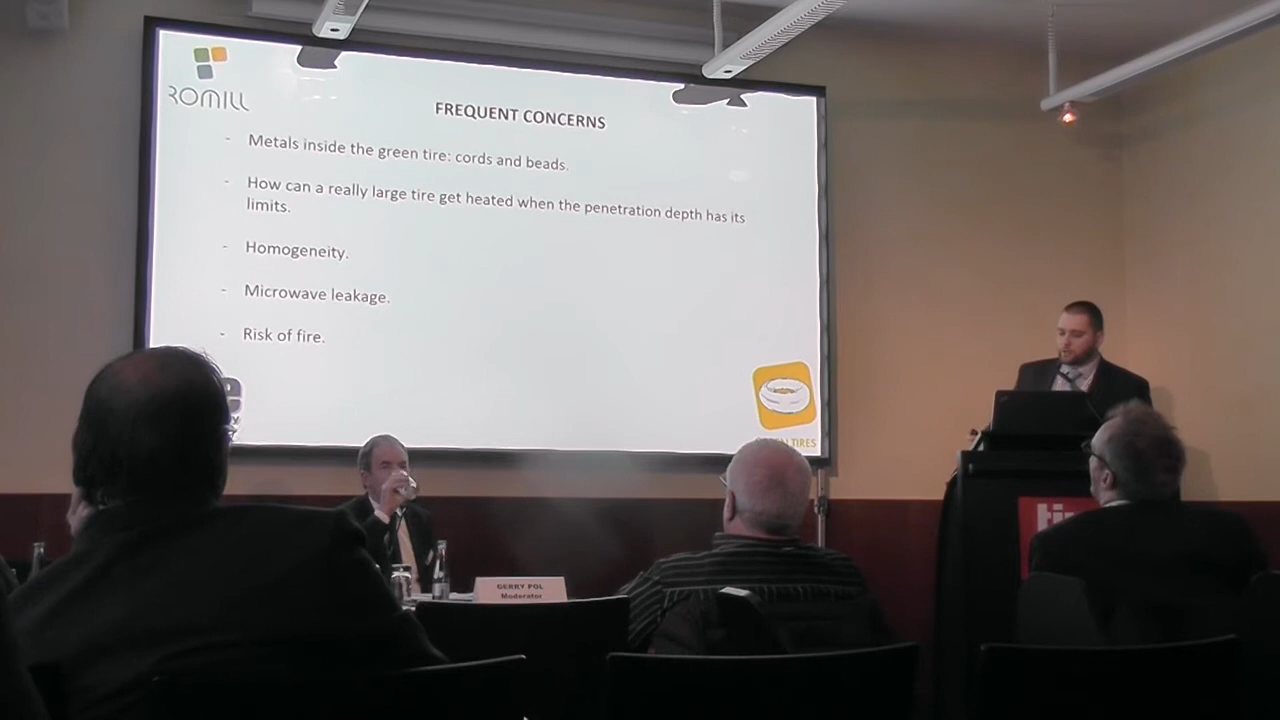 ROMILL
FREQUENT CONCERNS
- Metals inside the green tire: cords and beads.
- How can a really large tire get heated when the penetration depth has its
limits.
- Homogeneity.
- Microwave leakage.
- Risk of fire.
TIRES
GERRY POL
Moderator